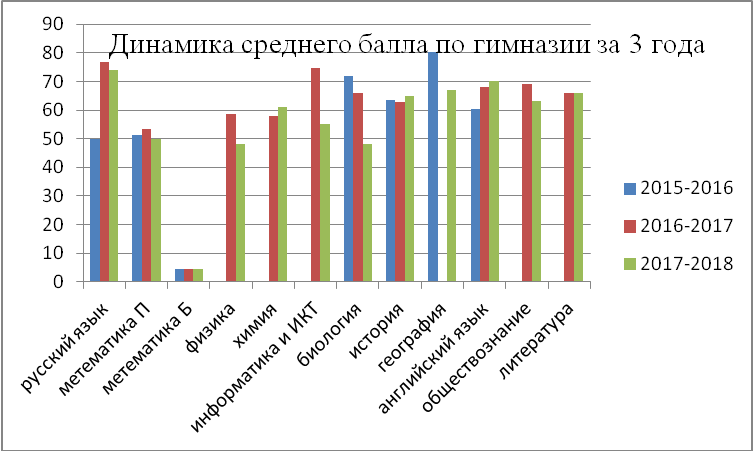 Динамика среднего балла по гимназии за 3 года
90
80
70
60
50
40
30
20
10
0
русский язык
метематика П
метематика Б
физика
химия
информатика и ИКТ
биология
история
география
английский язык
обществознание
литература
2015-2016
2016-2017
2017-2018